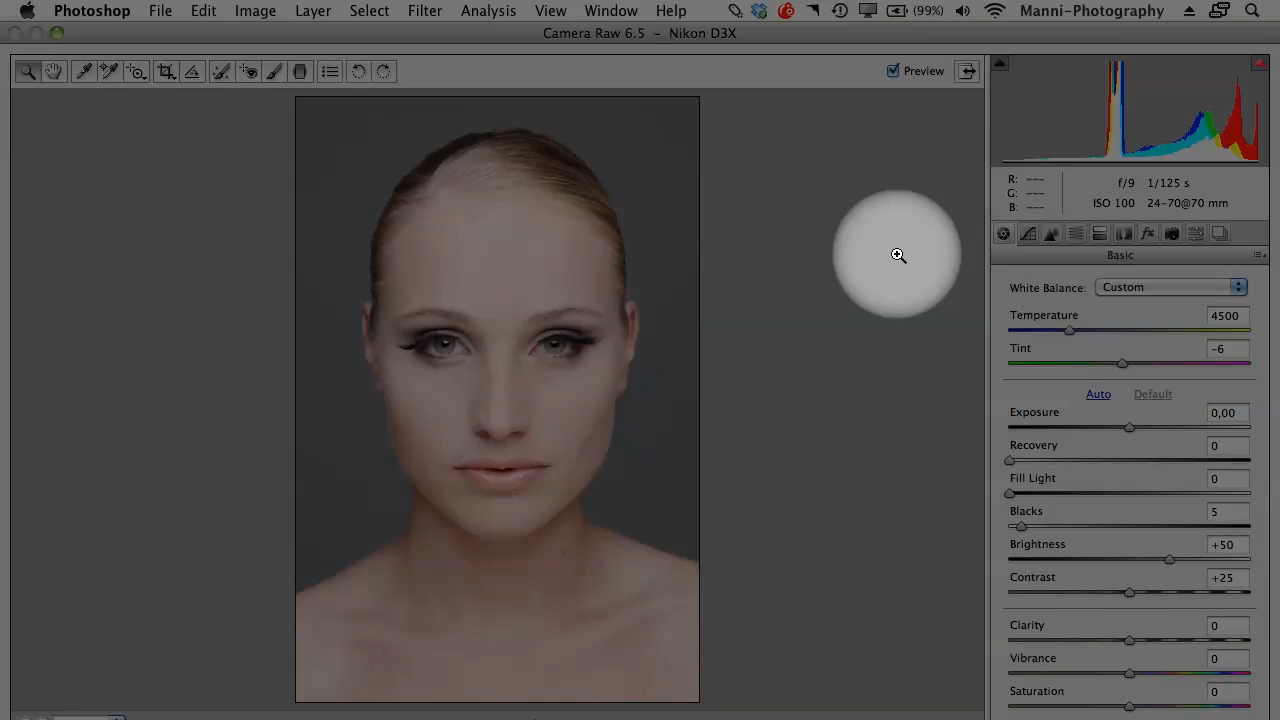 Photoshop File Edit Image Layer Select Filter Analysis View Window Help (99%) Manni-Photography
Camera Raw 6.5 – Nikon D3X
Preview
R: ---
G: ---
B: ---
f/9 1/125 s
ISO 100 24-70@70 mm
Basic
White Balance: Custom
Temperature 4500
Tint -6
Auto Default
Exposure 0,00
Recovery 0
Fill Light 0
Blacks 5
Brightness +50
Contrast +25
Clarity 0
Vibrance 0
Saturation 0